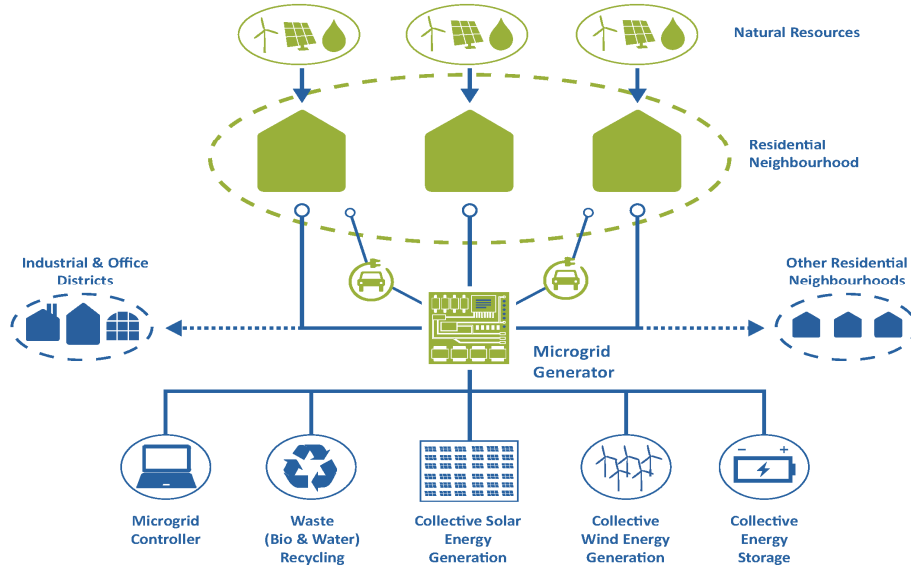 Natural Resources
Residential
Neighbourhood
Industrial & Office
Districts
Other Residential
Neighbourhoods
Microgrid
Generator
Microgrid
Controller
Waste
(Bio & Water)
Recycling
Collective Solar
Energy
Generation
Collective
Wind Energy
Generation
Collective
Energy
Storage